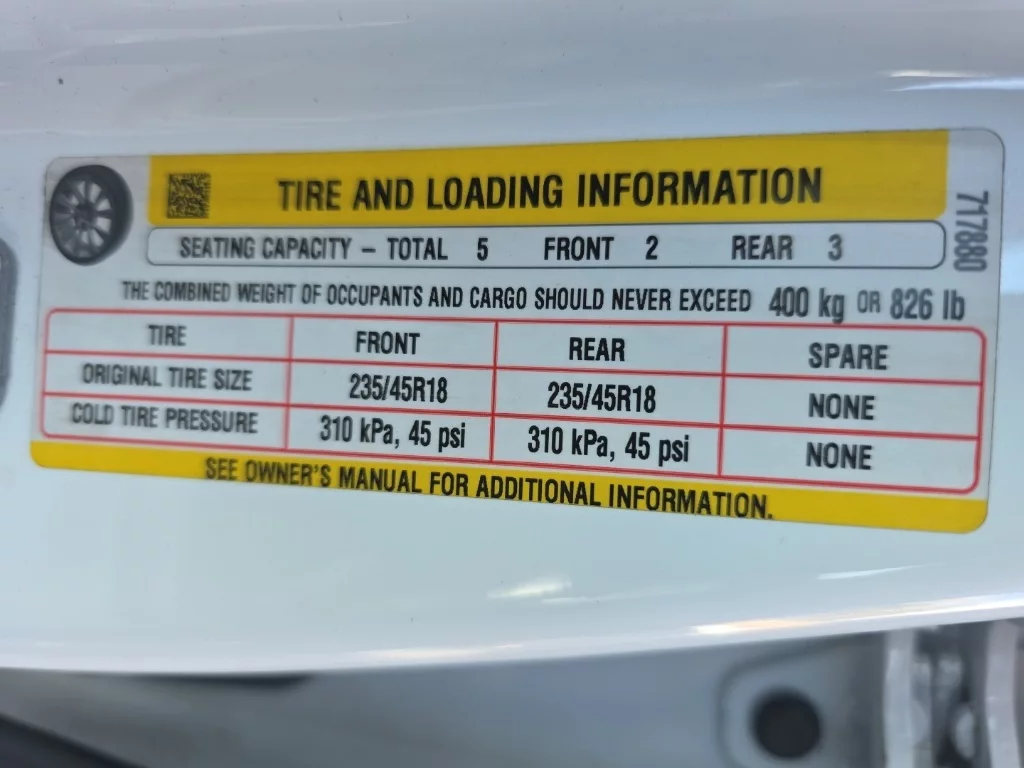 TIRE AND LOADING INFORMATION
717880
SEATING CAPACITY – TOTAL 5 FRONT 2 REAR 3
THE COMBINED WEIGHT OF OCCUPANTS AND CARGO SHOULD NEVER EXCEED 400 kg OR 826 lb
TIRE FRONT REAR SPARE
ORIGINAL TIRE SIZE 235/45R18 235/45R18 NONE
COLD TIRE PRESSURE 310 kPa, 45 psi 310 kPa, 45 psi NONE
SEE OWNER'S MANUAL FOR ADDITIONAL INFORMATION.